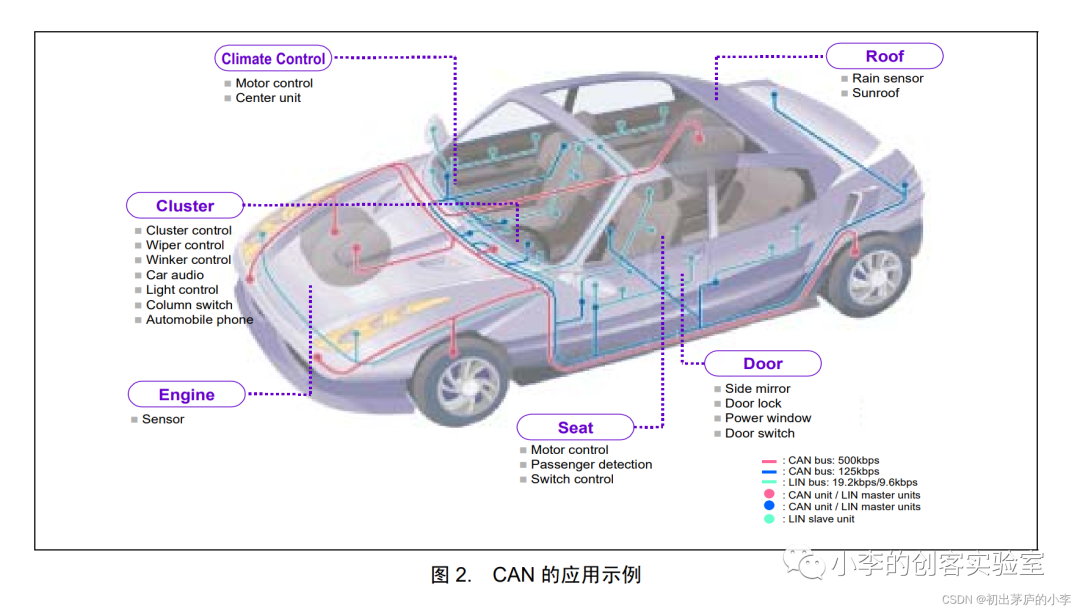 Climate Control
Motor control
Center unit
Roof
Rain sensor
Sunroof
Cluster
Cluster control
Wiper control
Winker control
Car audio
Light control
Column switch
Automobile phone
Engine
Sensor
Seat
Motor control
Passenger detection
Switch control
Door
Side mirror
Door lock
Power window
Door switch
: CAN bus: 500kbps
: CAN bus: 125kbps
: LIN bus: 19.2kbps/9.6kbps
: CAN unit / LIN master units
: CAN unit / LIN master units
: LIN slave unit
图 2. CAN 的应用示例
小李的创客实验室
CSDN @初出茅庐的小李